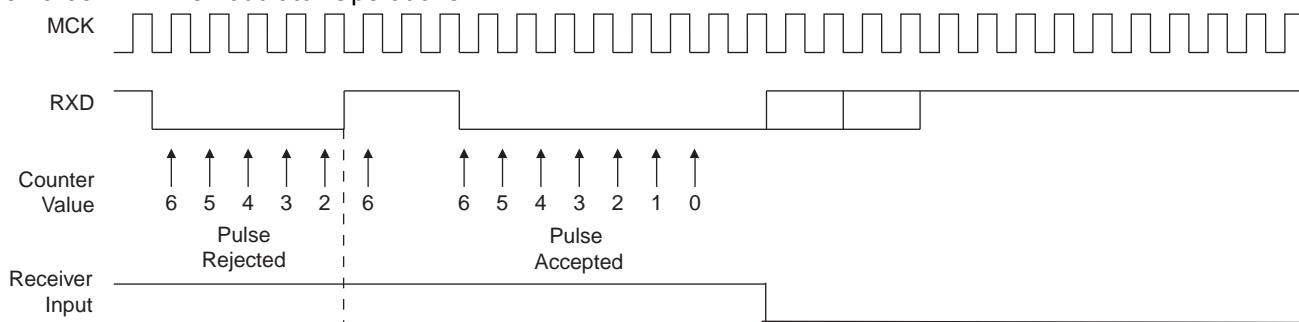 MCK
RXD
Counter
Value
6 5 4 3 2 6 6 5 4 3 2 1 0
Pulse
Rejected
Pulse
Accepted
Receiver
Input